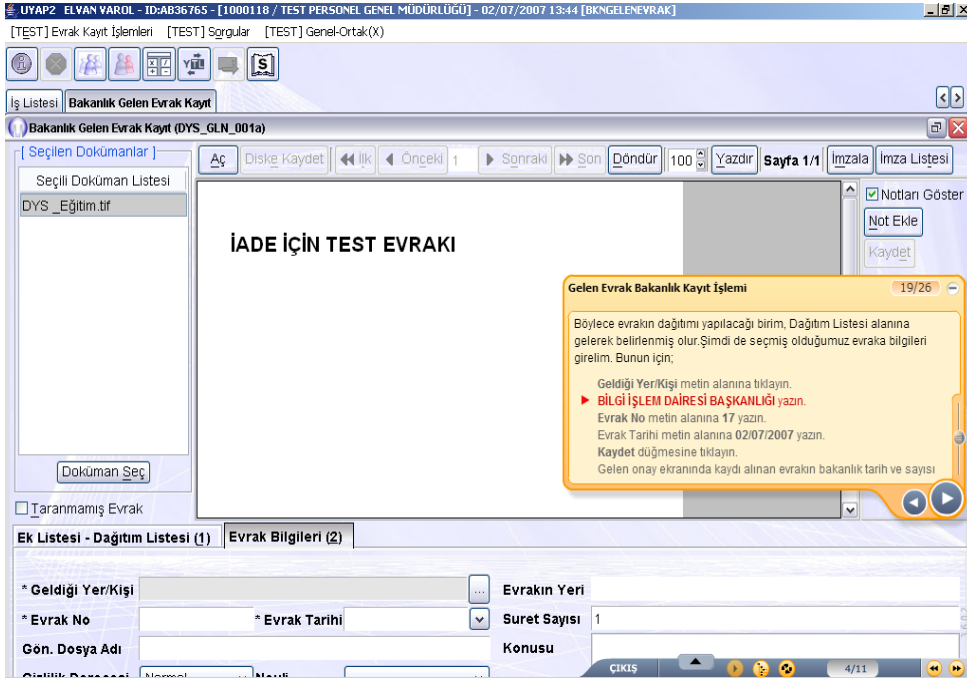 UYAP2 ELVAN VAROL - ID:AB36765 - [1000118 / TEST PERSONEL GENEL MÜDÜRLÜĞÜ] - 02/07/2007 13:44 [BKNGELENEVRAK]
[TEST] Evrak Kayıt İşlemleri [TEST] Sorgular [TEST] Genel-Ortak(X)
YTL S
İş Listesi Bakanlık Gelen Evrak Kayıt
Bakanlık Gelen Evrak Kayıt (DYS_GLN_001a)
[ Seçilen Dokümanlar ]
Aç Diske Kaydet İlk Önceki 1 Sonraki Son Döndür 100 Yazdır Sayfa 1/1 İmzala İmza Listesi
Seçili Doküman Listesi
DYS _Eğitim.tif
Notları Göster
Not Ekle
Kaydet
İADE İÇİN TEST EVRAKI
Gelen Evrak Bakanlık Kayıt İşlemi 19/26
Böylece evrakın dağıtımı yapılacağı birim, Dağıtım Listesi alanına
gelerek belirlenmiş olur.Şimdi de seçmiş olduğumuz evraka bilgileri
girelim. Bunun için;
Geldiği Yer/Kişi metin alanına tıklayın.
BİLGİ İŞLEM DAİRESİ BAŞKANLIĞI yazın.
Evrak No metin alanına 17 yazın.
Evrak Tarihi metin alanına 02/07/2007 yazın.
Kaydet düğmesine tıklayın.
Gelen onay ekranında kaydı alınan evrakın bakanlık tarih ve sayısı
Doküman Seç
Taranmamış Evrak
Ek Listesi - Dağıtım Listesi (1) Evrak Bilgileri (2)
* Geldiği Yer/Kişi ... Evrakın Yeri
* Evrak No * Evrak Tarihi Suret Sayısı 1
Gön. Dosya Adı Konusu
Gizlilik Derecesi Normal Nevli
ÇIKIŞ 4/11